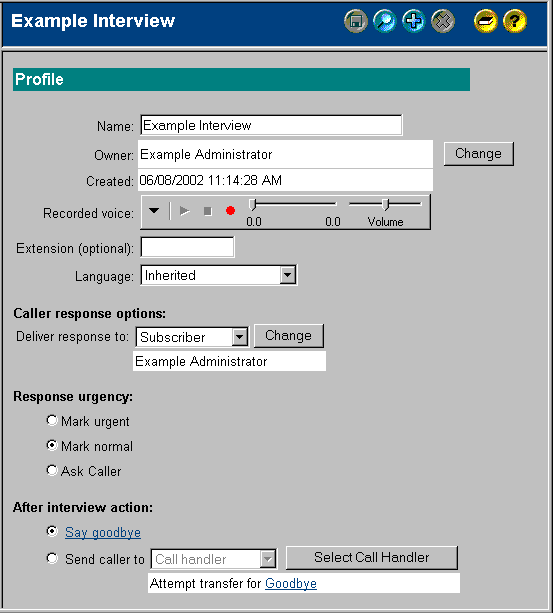 Example Interview
?
Profile
Name: Example Interview
Owner: Example Administrator Change
Created: 06/08/2002 11:14:28 AM
Recorded voice: 0.0 0.0 Volume
Extension (optional):
Language: Inherited
Caller response options:
Deliver response to: Subscriber Change
Example Administrator
Response urgency:
Mark urgent
Mark normal
Ask Caller
After interview action:
Say goodbye
Send caller to Call handler Select Call Handler
Attempt transfer for Goodbye